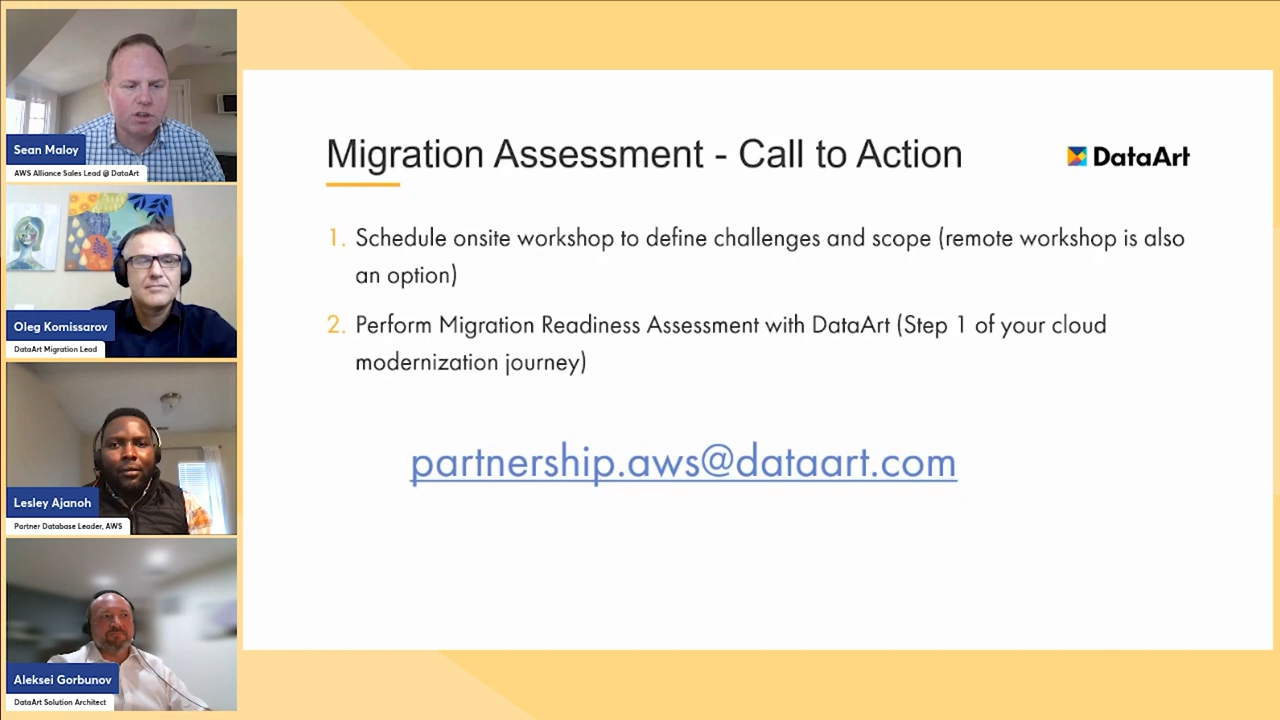 Sean Maloy
AWS Alliance Sales Lead @ DataArt
Oleg Komissarov
DataArt Migration Lead
Lesley Ajanoh
Partner Database Leader, AWS
Aleksei Gorbunov
DataArt Solution Architect
Migration Assessment - Call to Action
DataArt
1. Schedule onsite workshop to define challenges and scope (remote workshop is also
an option)
2. Perform Migration Readiness Assessment with DataArt (Step 1 of your cloud
modernization journey)
partnership.aws@dataart.com